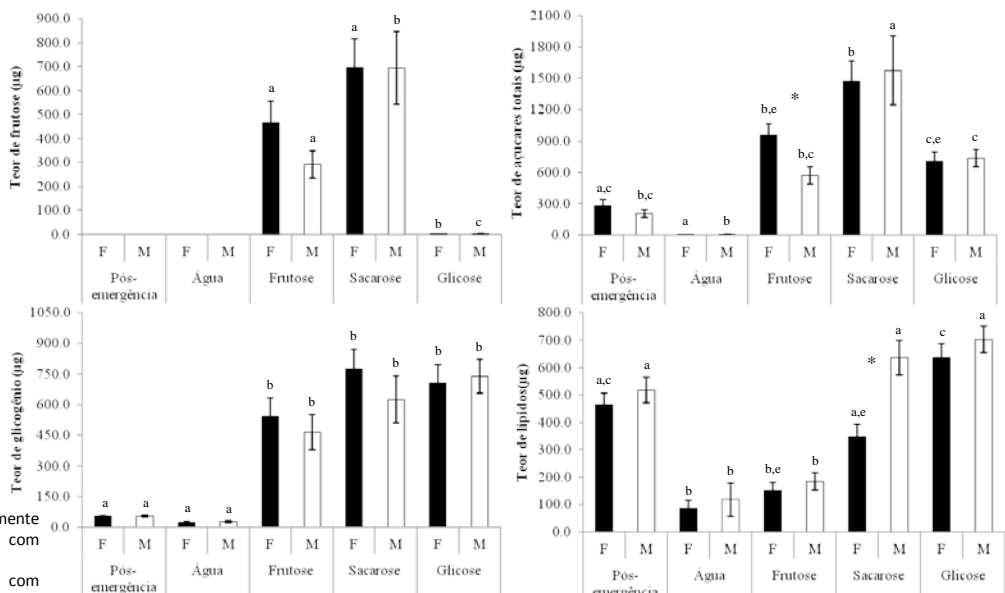 Teor de frutose (µg)
900.0
800.0
700.0
600.0
500.0
400.0
300.0
200.0
100.0
0.0
a
a
a
b
b
c
F M F M F M F M F M
Pós-emergência Água Frutose Sacarose Glicose
Teor de açucares totais (µg)
2100.0
1800.0
1500.0
1200.0
900.0
600.0
300.0
0.0
a,c
b,c
a
b
b,e
*
b,c
b
a
c,e
c
F M F M F M F M F M
Pós-emergência Água Frutose Sacarose Glicose
Teor de glicogénio (µg)
1050.0
900.0
750.0
600.0
450.0
300.0
150.0
0.0
a
a
a
a
b
b
b
b
b
b
F M F M F M F M F M
Pós-emergência Água Frutose Sacarose Glicose
Teor de lípidos(µg)
800.0
700.0
600.0
500.0
400.0
300.0
200.0
100.0
0.0
a,c
a
b
b
b,e
b
a,e
*
a
c
a
F M F M F M F M F M
Pós-emergência Água Frutose Sacarose Glicose
mente
com
com